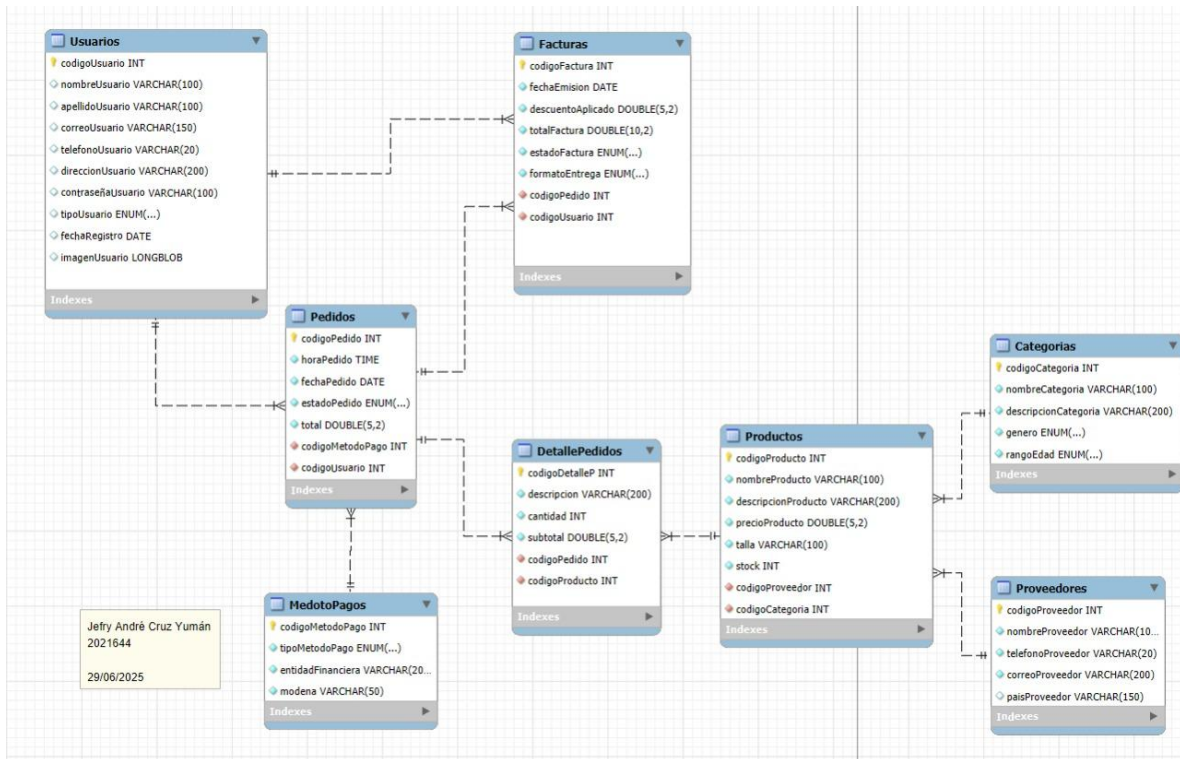 Usuarios
codigoUsuario INT
nombreUsuario VARCHAR(100)
apellidoUsuario VARCHAR(100)
correoUsuario VARCHAR(150)
telefonoUsuario VARCHAR(20)
direccionUsuario VARCHAR(200)
contraseñaUsuario VARCHAR(100)
tipoUsuario ENUM(...)
fechaRegistro DATE
imagenUsuario LONGBLOB
Indexes
Facturas
codigoFactura INT
fechaEmision DATE
descuentoAplicado DOUBLE(5,2)
totalFactura DOUBLE(10,2)
estadoFactura ENUM(...)
formatoEntrega ENUM(...)
codigoPedido INT
codigoUsuario INT
Indexes
Pedidos
codigoPedido INT
horaPedido TIME
fechaPedido DATE
estadoPedido ENUM(...)
total DOUBLE(5,2)
codigoMetodoPago INT
codigoUsuario INT
Indexes
Categorias
codigoCategoria INT
nombreCategoria VARCHAR(100)
descripcionCategoria VARCHAR(200)
genero ENUM(...)
rangoEdad ENUM(...)
Indexes
DetallePedidos
codigoDetalleP INT
descripcion VARCHAR(200)
cantidad INT
subtotal DOUBLE(5,2)
codigoPedido INT
codigoProducto INT
Indexes
Productos
codigoProducto INT
nombreProducto VARCHAR(100)
descripcionProducto VARCHAR(200)
precioProducto DOUBLE(5,2)
talla VARCHAR(100)
stock INT
codigoProveedor INT
codigoCategoria INT
Indexes
Proveedores
codigoProveedor INT
nombreProveedor VARCHAR(10...
telefonoProveedor VARCHAR(20)
correoProveedor VARCHAR(200)
paisProveedor VARCHAR(150)
Indexes
MedotoPagos
codigoMetodoPago INT
tipoMetodoPago ENUM(...)
entidadFinanciera VARCHAR(20...
modena VARCHAR(50)
Indexes
Jefry André Cruz Yumán
2021644
29/06/2025